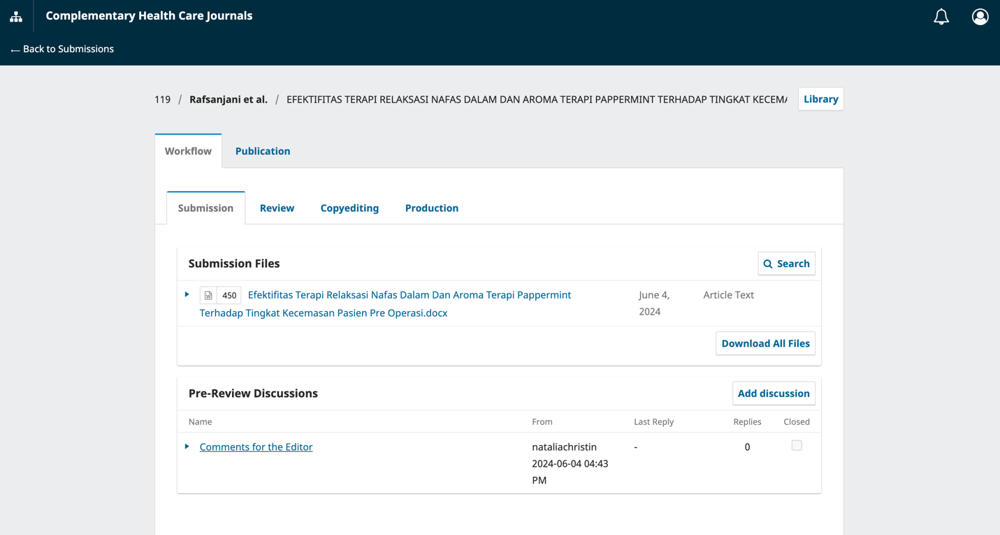 Complementary Health Care Journals
← Back to Submissions
119 / Rafsanjani et al. / EFEKTIFITAS TERAPI RELAKSASI NAFAS DALAM DAN AROMA TERAPI PAPPERMINT TERHADAP TINGKAT KECEMA
Library
Workflow Publication
Submission Review Copyediting Production
Submission Files Search
450 Efektifitas Terapi Relaksasi Nafas Dalam Dan Aroma Terapi Pappermint June 4, Article Text
Terhadap Tingkat Kecemasan Pasien Pre Operasi.docx 2024
Download All Files
Pre-Review Discussions Add discussion
Name From Last Reply Replies Closed
Comments for the Editor nataliachristin - 0
2024-06-04 04:43
PM